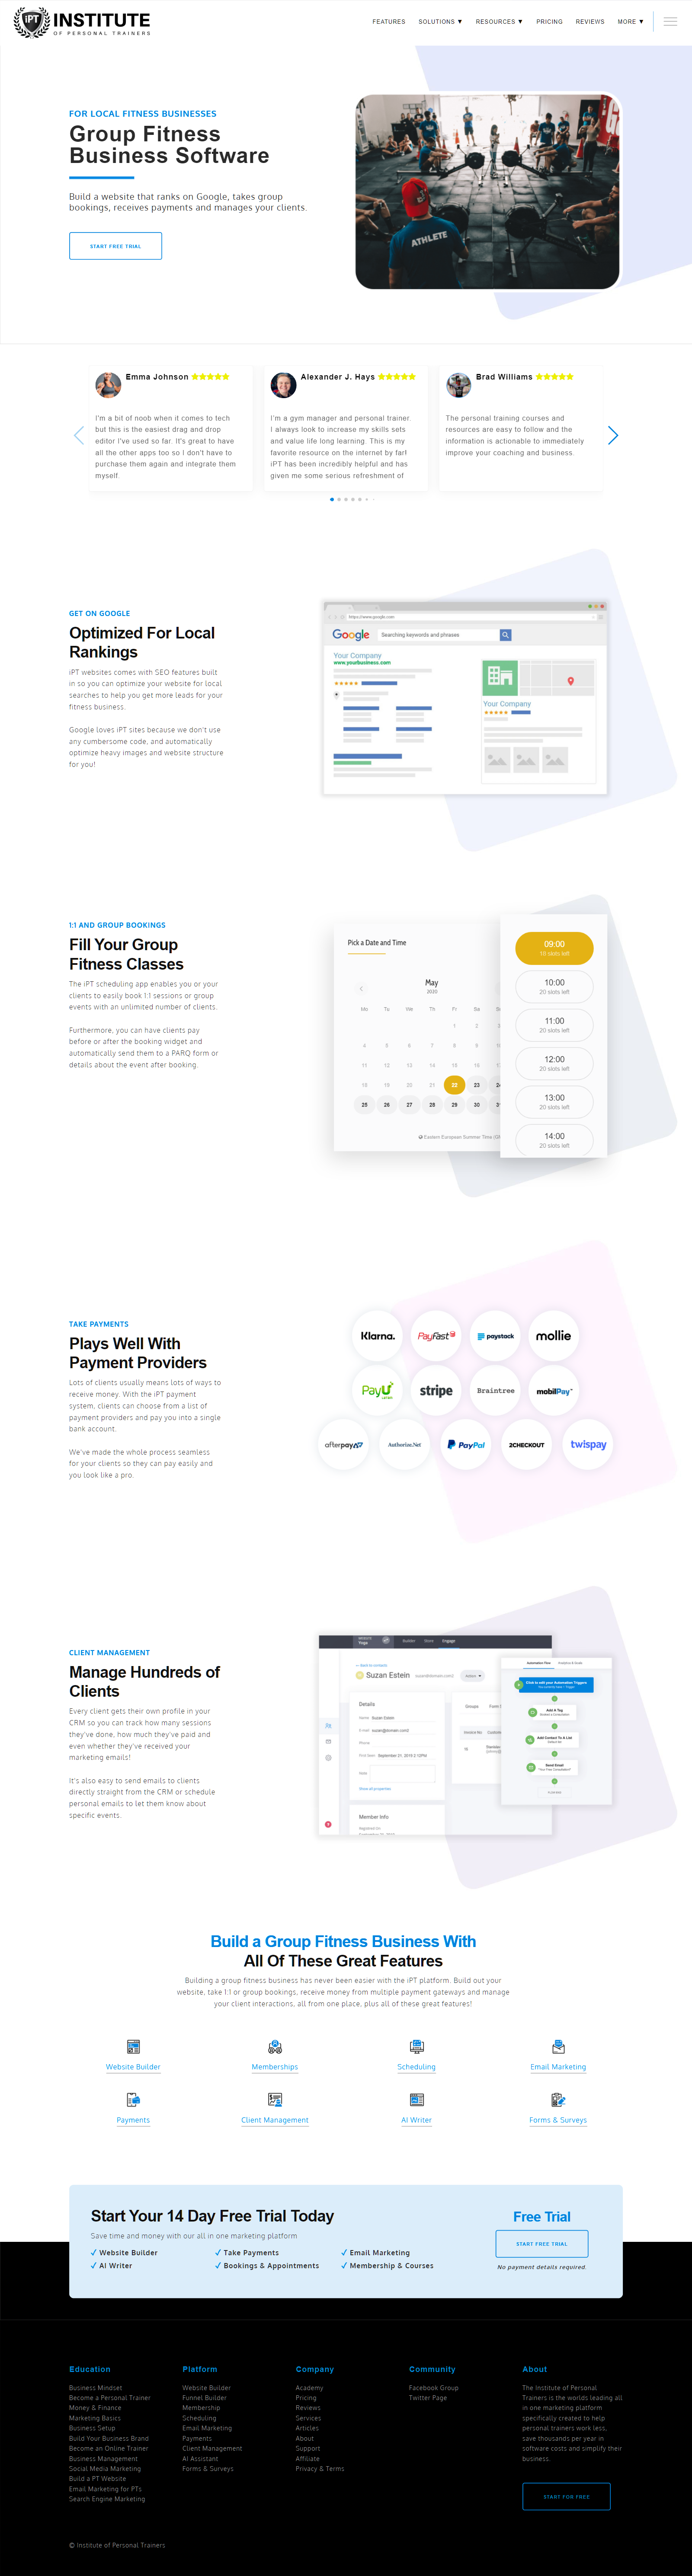 IPT
INSTITUTE
OF PERSONAL TRAINERS
FEATURES
SOLUTIONS ▼
RESOURCES ▼
PRICING
REVIEWS
MORE ▼
FOR LOCAL FITNESS BUSINESSES
Group Fitness
Business Software
Build a website that ranks on Google, takes group
bookings, receives payments and manages your clients.
START FREE TRIAL
ATHLETE
Emma Johnson
I'm a bit of noob when it comes to tech
but this is the easiest drag and drop
editor I've used so far. It's great to have
all the other apps too so I don't have to
purchase them again and integrate them
myself.
Alexander J. Hays
I'm a gym manager and personal trainer.
I always look to increase my skills sets
and value life long learning. This is my
favorite resource on the internet by far!
iPT has been incredibly helpful and has
given me some serious refreshment of
Brad Williams
The personal training courses and
resources are easy to follow and the
information is actionable to immediately
improve your coaching and business.
GET ON GOOGLE
Optimized For Local
Rankings
iPT websites comes with SEO features built
in so you can optimize your website for local
searches to help you get more leads for your
fitness business.
Google loves iPT sites because we don't use
any cumbersome code, and automatically
optimize heavy images and website structure
for you!
https://www.google.com
Google
Searching keywords and phrases
Your Company
www.yourbusiness.com
Your Company
1:1 AND GROUP BOOKINGS
Fill Your Group
Fitness Classes
The iPT scheduling app enables you or your
clients to easily book 1:1 sessions or group
events with an unlimited number of clients.
Furthermore, you can have clients pay
before or after the booking widget and
automatically send them to a PARQ form or
details about the event after booking.
Pick a Date and Time
May
2020
Mo Tu We Th Fr Sa S
1 2 3
4 5 6 7 8 9 10
11 12 13 14 15 16 1
18 19 20 21 22 23 24
25 26 27 28 29 30 31
Eastern European Summer Time (G
09:00
18 slots left
10:00
20 slots left
11:00
20 slots left
12:00
20 slots left
13:00
20 slots left
14:00
20 slots left
TAKE PAYMENTS
Plays Well With
Payment Providers
Lots of clients usually means lots of ways to
receive money. With the iPT payment
system, clients can choose from a list of
payment providers and pay you into a single
bank account.
We've made the whole process seamless
for your clients so they can pay easily and
you look like a pro.
Klarna.
PayFast
paystack
mollie
PayU
stripe
Braintree
mobilPay
afterpay
Authorize.Net
PayPal
2CHECKOUT
twispay
CLIENT MANAGEMENT
Manage Hundreds of
Clients
Every client gets their own profile in your
CRM so you can track how many sessions
they've done, how much they've paid and
even whether they've received your
marketing emails!
It's also easy to send emails to clients
directly straight from the CRM or schedule
personal emails to let them know about
specific events.
Yoga
Builder
Store
Engage
Suzan Estein
Details
Name Suzan Estein
Phone
Note
Show all properties
Member Info
Groups
Invoice No.
Automation Flow
Click to edit your Automation Triggers
Add A Tag
Add Contact To A List
Send Email
Build a Group Fitness Business With
All Of These Great Features
Building a group fitness business has never been easier with the iPT platform. Build out your
website, take 1:1 or group bookings, receive money from multiple payment gateways and manage
your client interactions, all from one place, plus all of these great features!
Website Builder
Memberships
Scheduling
Email Marketing
Payments
Client Management
AI Writer
Forms & Surveys
Start Your 14 Day Free Trial Today
Save time and money with our all in one marketing platform
✓ Website Builder
✓ Take Payments
✓ Email Marketing
✓ AI Writer
✓ Bookings & Appointments
✓ Membership & Courses
Free Trial
START FREE TRIAL
No payment details required.
Education
Business Mindset
Become a Personal Trainer
Money & Finance
Marketing Basics
Business Setup
Build Your Business Brand
Become an Online Trainer
Business Management
Social Media Marketing
Build a PT Website
Email Marketing for PTs
Search Engine Marketing
Platform
Website Builder
Funnel Builder
Membership
Scheduling
Email Marketing
Payments
Client Management
AI Assistant
Forms & Surveys
Company
Academy
Pricing
Reviews
Services
Articles
About
Support
Affiliate
Privacy & Terms
Community
Facebook Group
Twitter Page
About
The Institute of Personal
Trainers is the worlds leading all
in one marketing platform
specifically created to help
personal trainers work less,
save thousands per year in
software costs and simplify their
business.
START FOR FREE
© Institute of Personal Trainers